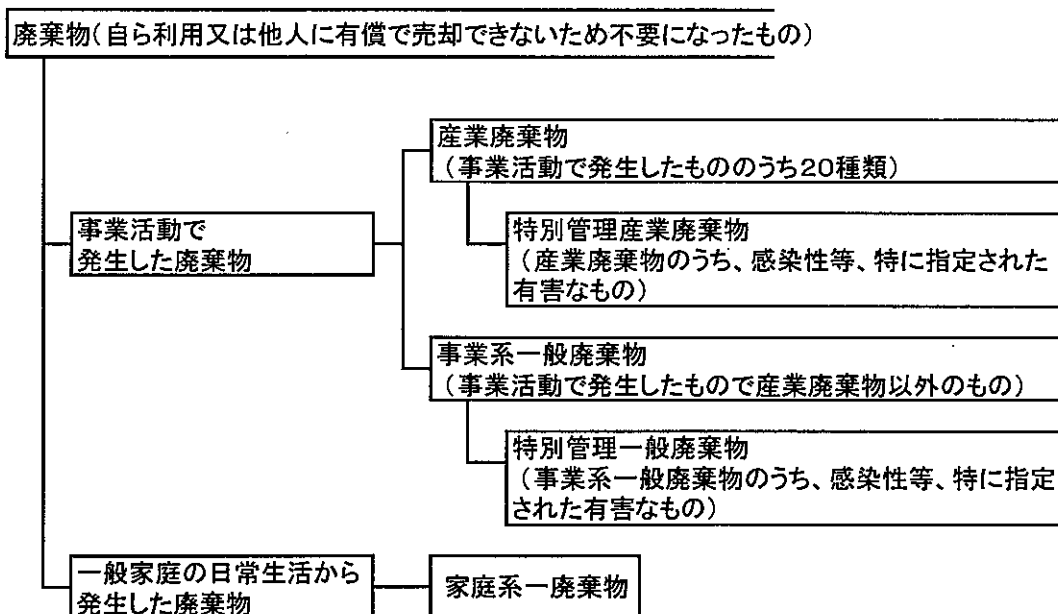 廃棄物(自ら利用又は他人に有償で売却できないため不要になったもの)
産業廃棄物
(事業活動で発生したもののうち20種類)
事業活動で
発生した廃棄物
特別管理産業廃棄物
(産業廃棄物のうち、感染性等、特に指定された
有害なもの)
事業系一般廃棄物
(事業活動で発生したもので産業廃棄物以外のもの)
特別管理一般廃棄物
(事業系一般廃棄物のうち、感染性等、特に指定
された有害なもの)
一般家庭の日常生活から
発生した廃棄物
家庭系一廃棄物